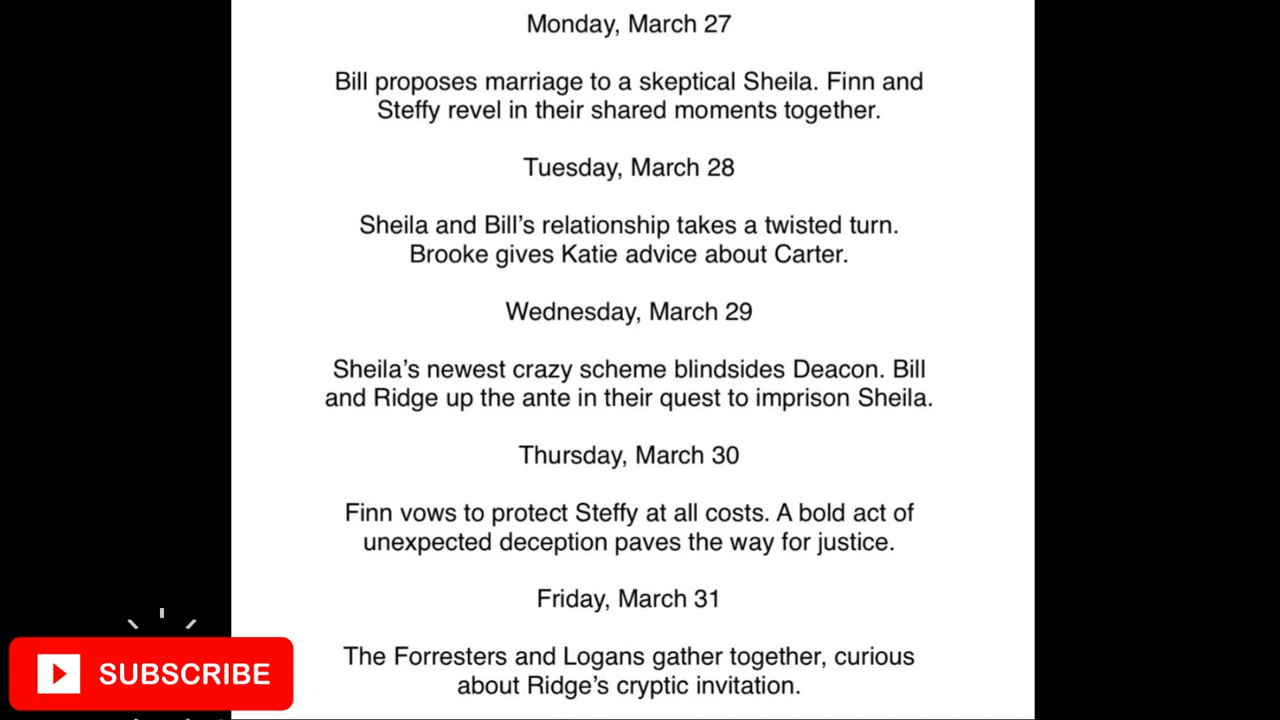 Monday, March 27
Bill proposes marriage to a skeptical Sheila. Finn and
Steffy revel in their shared moments together.
Tuesday, March 28
Sheila and Bill’s relationship takes a twisted turn.
Brooke gives Katie advice about Carter.
Wednesday, March 29
Sheila’s newest crazy scheme blindsides Deacon. Bill
and Ridge up the ante in their quest to imprison Sheila.
Thursday, March 30
Finn vows to protect Steffy at all costs. A bold act of
unexpected deception paves the way for justice.
Friday, March 31
The Forresters and Logans gather together, curious
about Ridge’s cryptic invitation.
SUBSCRIBE